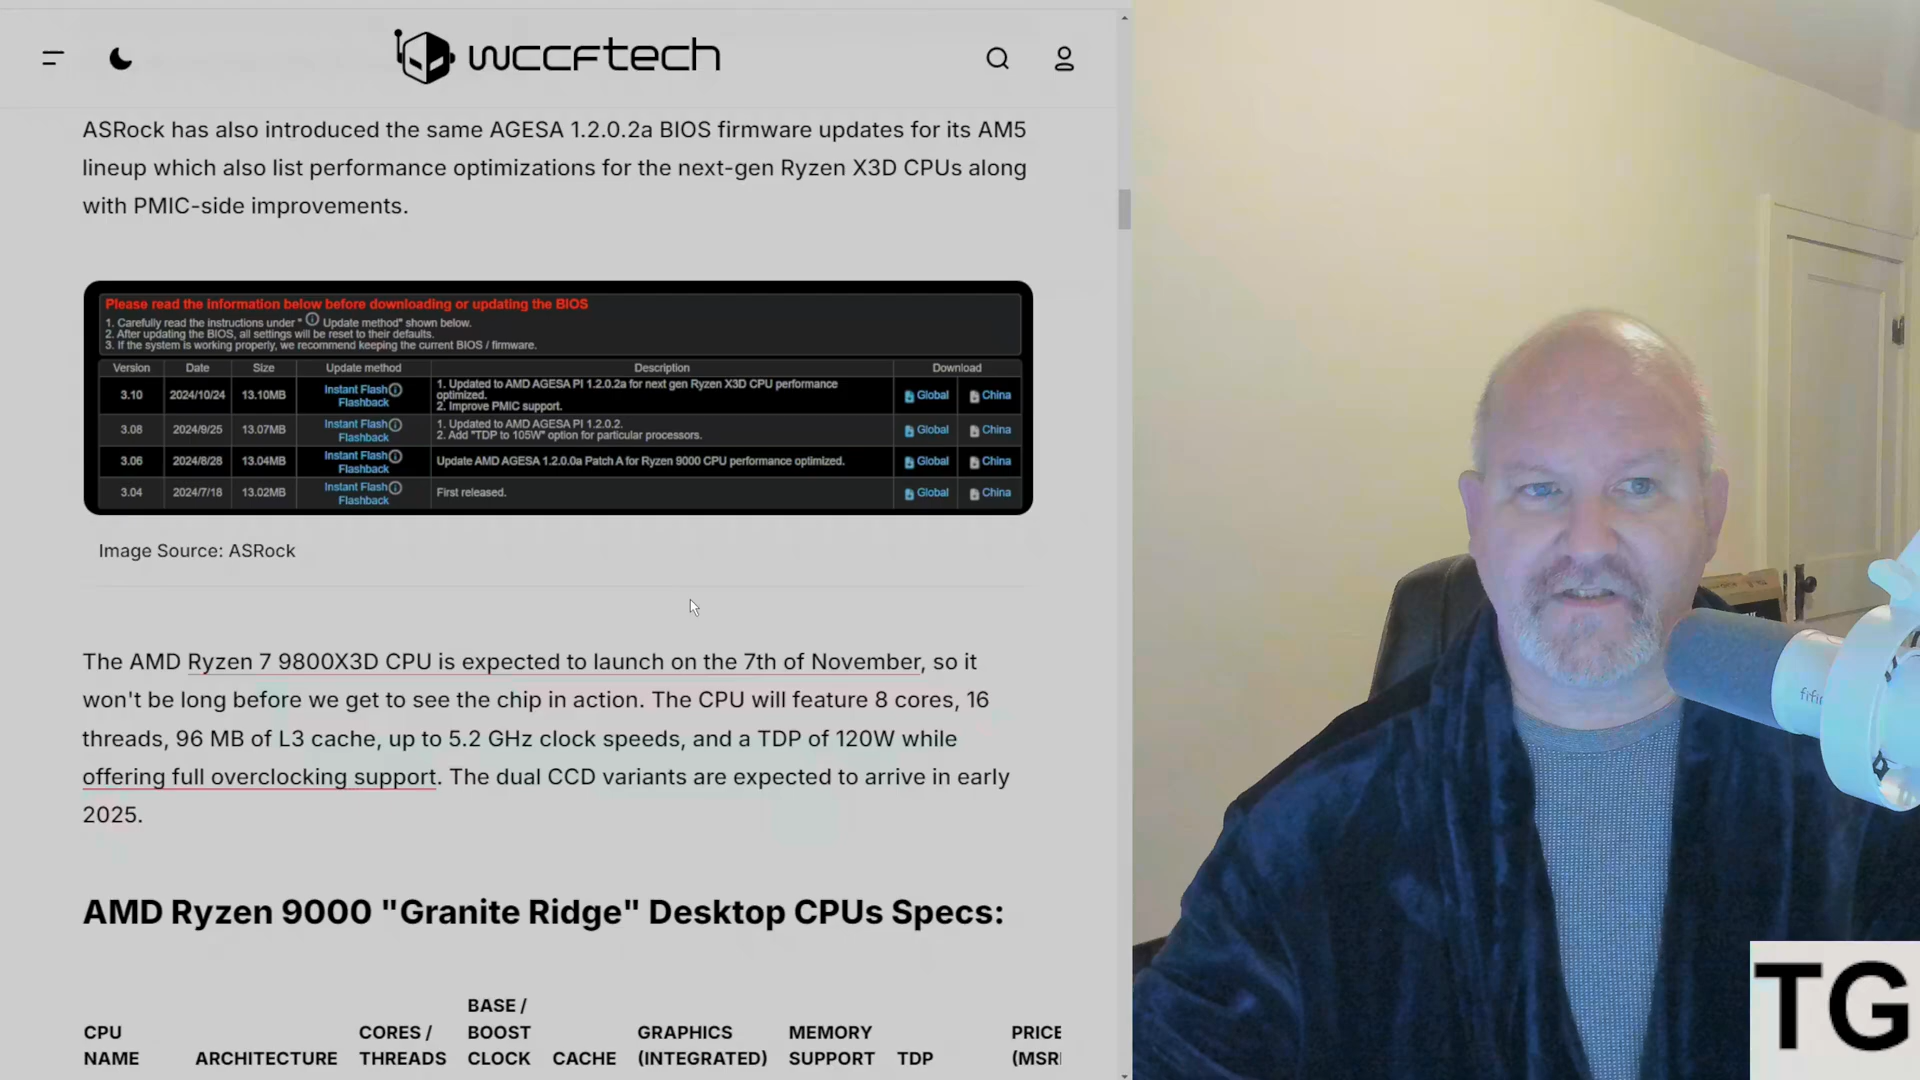 wccftech
ASRock has also introduced the same AGESA 1.2.0.2a BIOS firmware updates for its AM5
lineup which also list performance optimizations for the next-gen Ryzen X3D CPUs along
with PMIC-side improvements.
Please read the information below before downloading or updating the BIOS
1. Carefully read the instructions under " Update method" shown below.
2. After updating the BIOS, all settings will be reset to their defaults.
3. If the system is working properly, we recommend keeping the current BIOS / firmware.
Version Date Size Update method Description Download
3.10 2024/10/24 13.10MB Instant Flash Flashback 1. Updated to AMD AGESA PI 1.2.0.2a for next gen Ryzen X3D CPU performance
optimized.
2. Improve PMIC support. Global China
3.08 2024/9/25 13.07MB Instant Flash Flashback 1. Updated to AMD AGESA PI 1.2.0.2.
2. Add "TDP to 105W" option for particular processors. Global China
3.06 2024/8/28 13.04MB Instant Flash Flashback Update AMD AGESA 1.2.0.0a Patch A for Ryzen 9000 CPU performance optimized. Global China
3.04 2024/7/18 13.02MB Instant Flash Flashback First released. Global China
Image Source: ASRock
The AMD Ryzen 7 9800X3D CPU is expected to launch on the 7th of November, so it
won't be long before we get to see the chip in action. The CPU will feature 8 cores, 16
threads, 96 MB of L3 cache, up to 5.2 GHz clock speeds, and a TDP of 120W while
offering full overclocking support. The dual CCD variants are expected to arrive in early
2025.
AMD Ryzen 9000 "Granite Ridge" Desktop CPUs Specs:
CPU NAME ARCHITECTURE CORES / THREADS BASE / BOOST CLOCK CACHE GRAPHICS (INTEGRATED) MEMORY SUPPORT TDP PRICE
TG